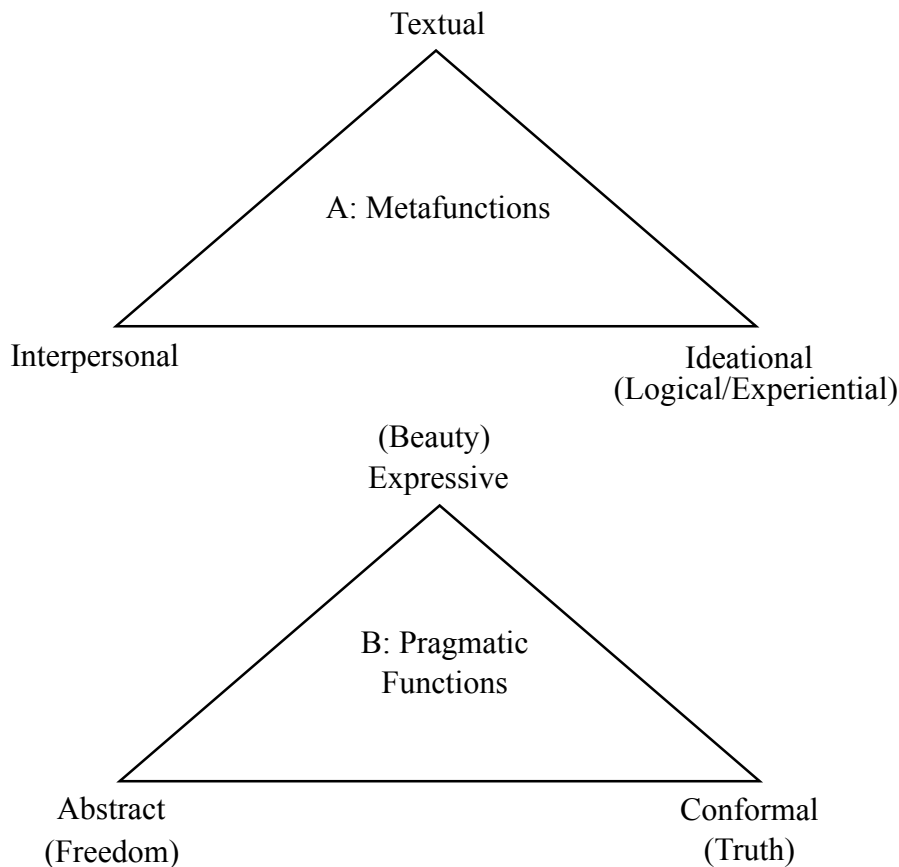 Textual
A: Metafunctions
Interpersonal
Ideational
(Logical/Experiential)
(Beauty)
Expressive
B: Pragmatic
Functions
Abstract
(Freedom)
Conformal
(Truth)